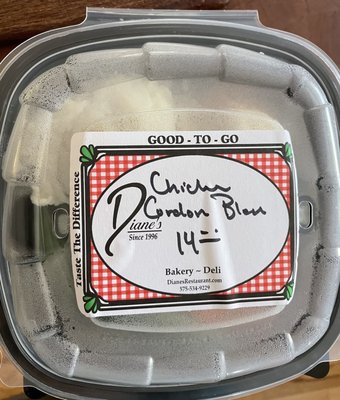 GOOD - TO - GO
Taste The Difference
Chicken
Cordon Bleu
Diane's
Since 1996
14—
Bakery ~ Deli
DianesRestaurant.com
575-534-9229